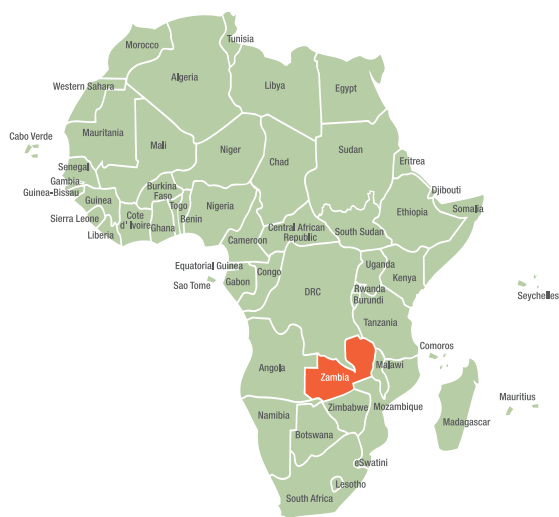 Tunisia
Morocco
Algeria
Libya
Egypt
Western Sahara
Mauritania
Cabo Verde
Mali
Niger
Chad
Sudan
Eritrea
Senegal
Gambia
Guinea-Bissau
Guinea
Burkina
Faso
Djibouti
Somalia
Sierra Leone
Liberia
Cote
d' Ivoire
Ghana
Togo
Benin
Nigeria
Ethiopia
Central African
Republic
South Sudan
Cameroon
Equatorial Guinea
Sao Tome
Gabon
Congo
DRC
Uganda
Kenya
Rwanda
Burundi
Seychelles
Tanzania
Comoros
Angola
Zambia
Malawi
Mozambique
Mauritius
Madagascar
Namibia
Zimbabwe
Botswana
eSwatini
Lesotho
South Africa